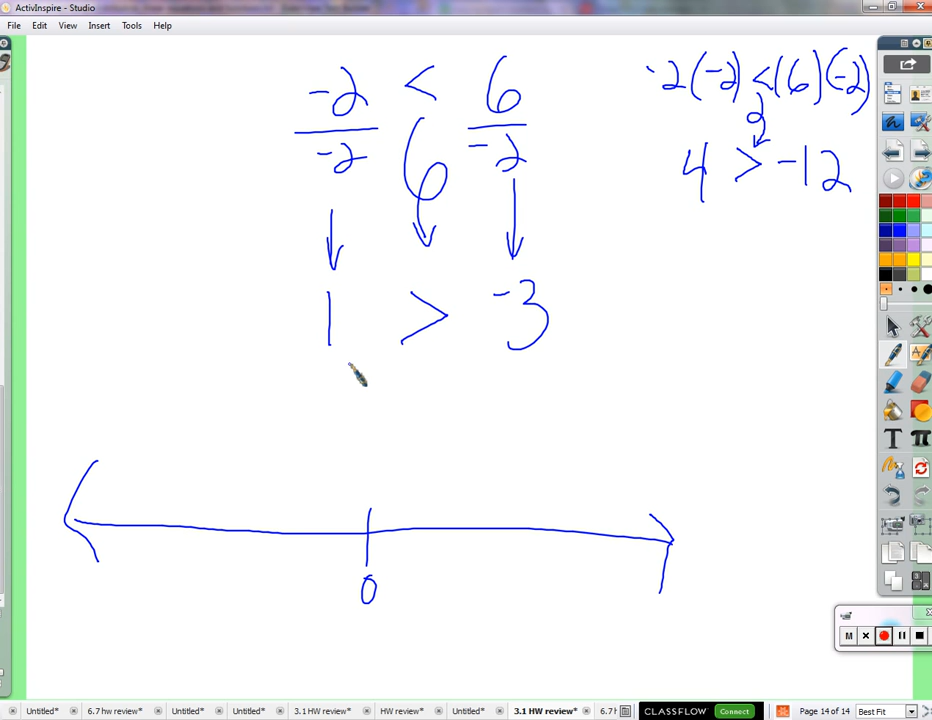 ActivInspire - Studio
File Edit View Insert Tools Help
-2 < 6
-2 6 -2
1 > -3
-2(-2) < (6)(-2)
4 > -12
0
M
Untitled* 6.7 hw review* Untitled* Untitled* 3.1 HW review* HW review* Untitled* 3.1 HW review* 6.7 h
CLASSFLOW Connect
Page 14 of 14
Best Fit